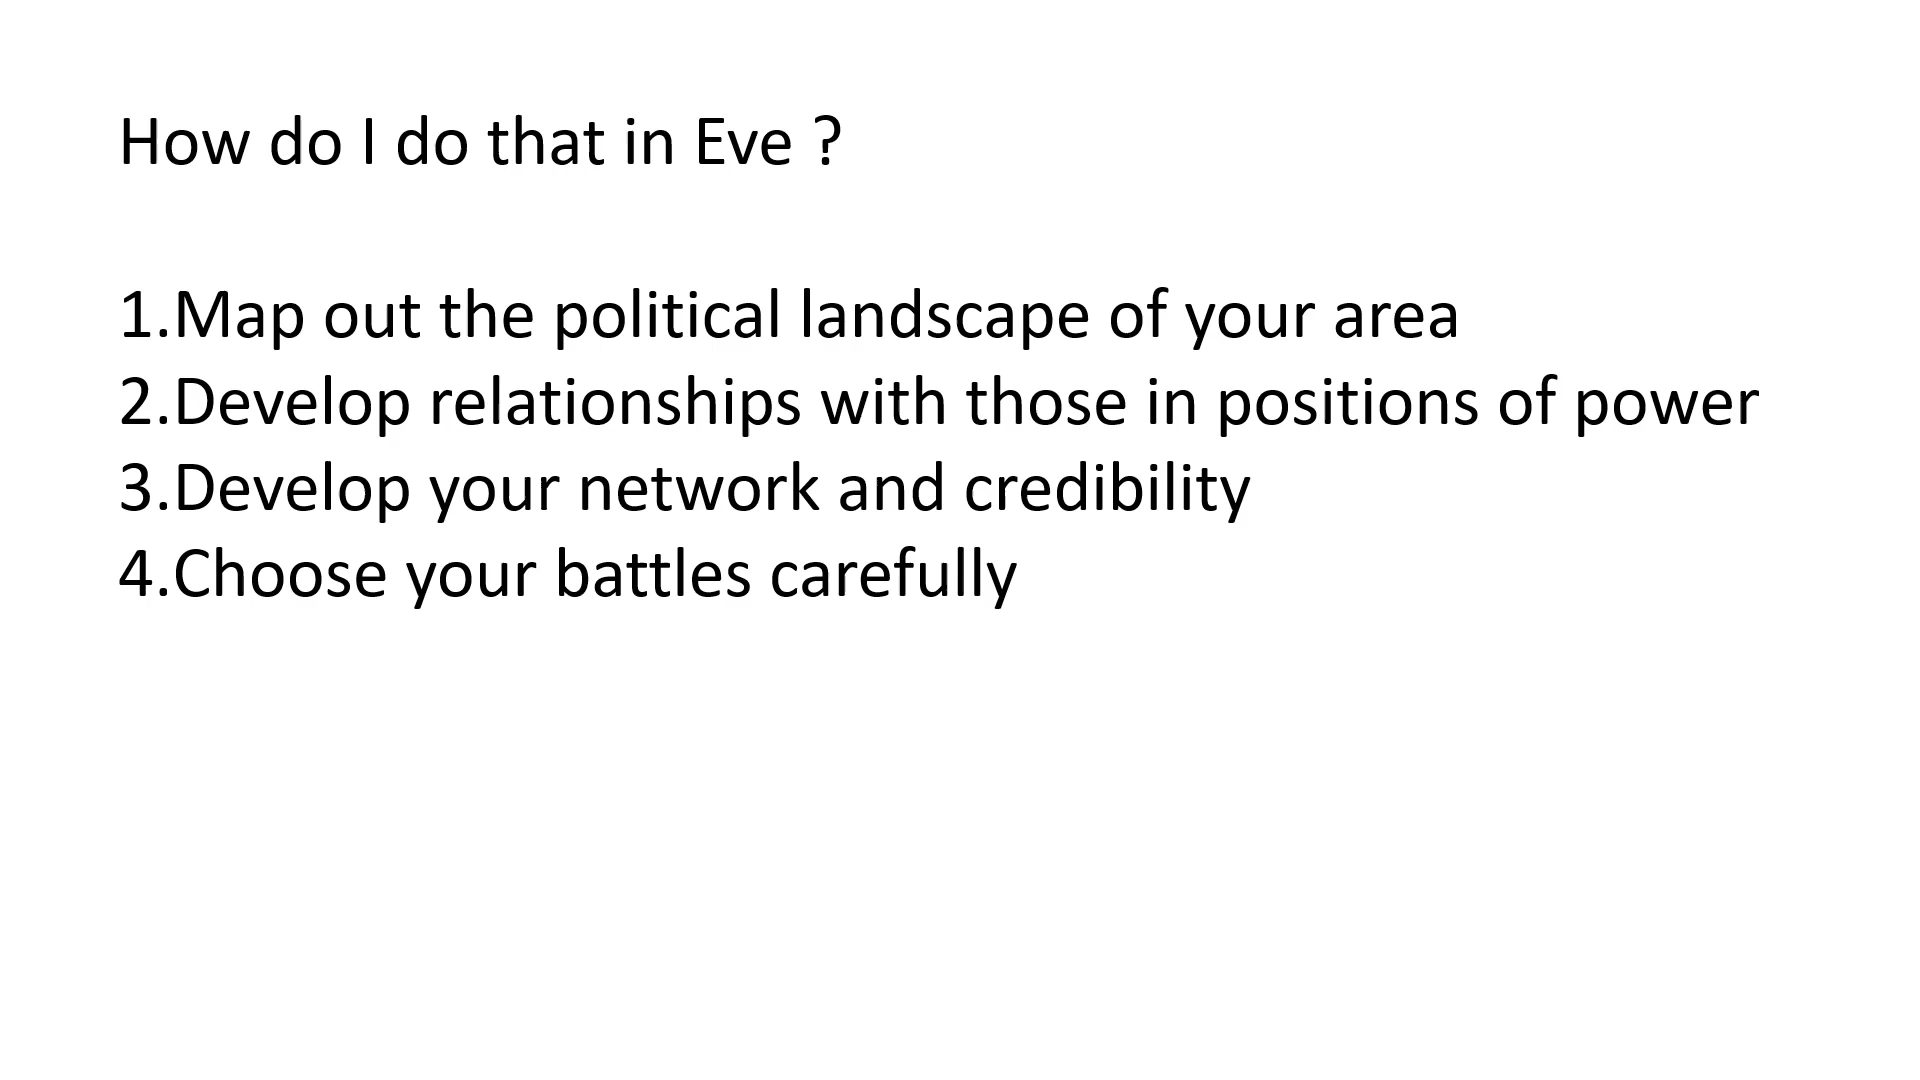 How do I do that in Eve ?
1.Map out the political landscape of your area
2.Develop relationships with those in positions of power
3.Develop your network and credibility
4.Choose your battles carefully